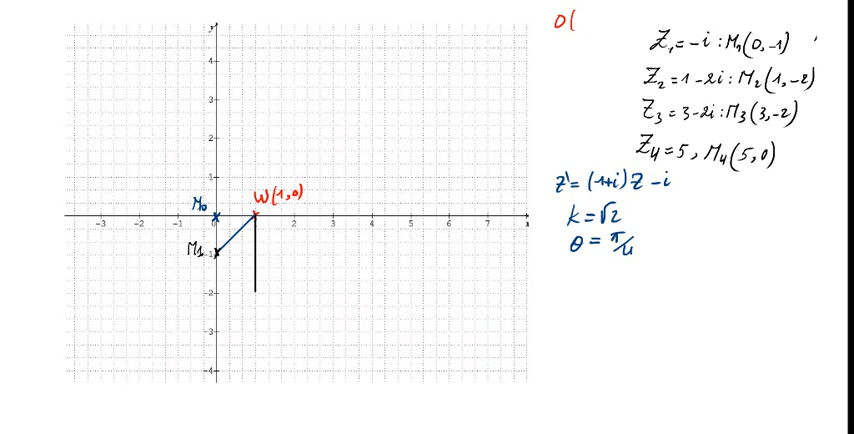 O(
Z₁ = -i : M₁(0,-1)
Z₂ = 1-2i : M₂(1,-2)
Z₃ = 3-2i : M₃(3,-2)
Z₄ = 5, M₄(5,0)
z' = (1+i)Z - i
k = √2
θ = π/4
y
4
3
2
1
M₀
W(1,0)
-3 -2 -1 0 2 3 4 5 6 7
M₁ -1
-2
-3
-4